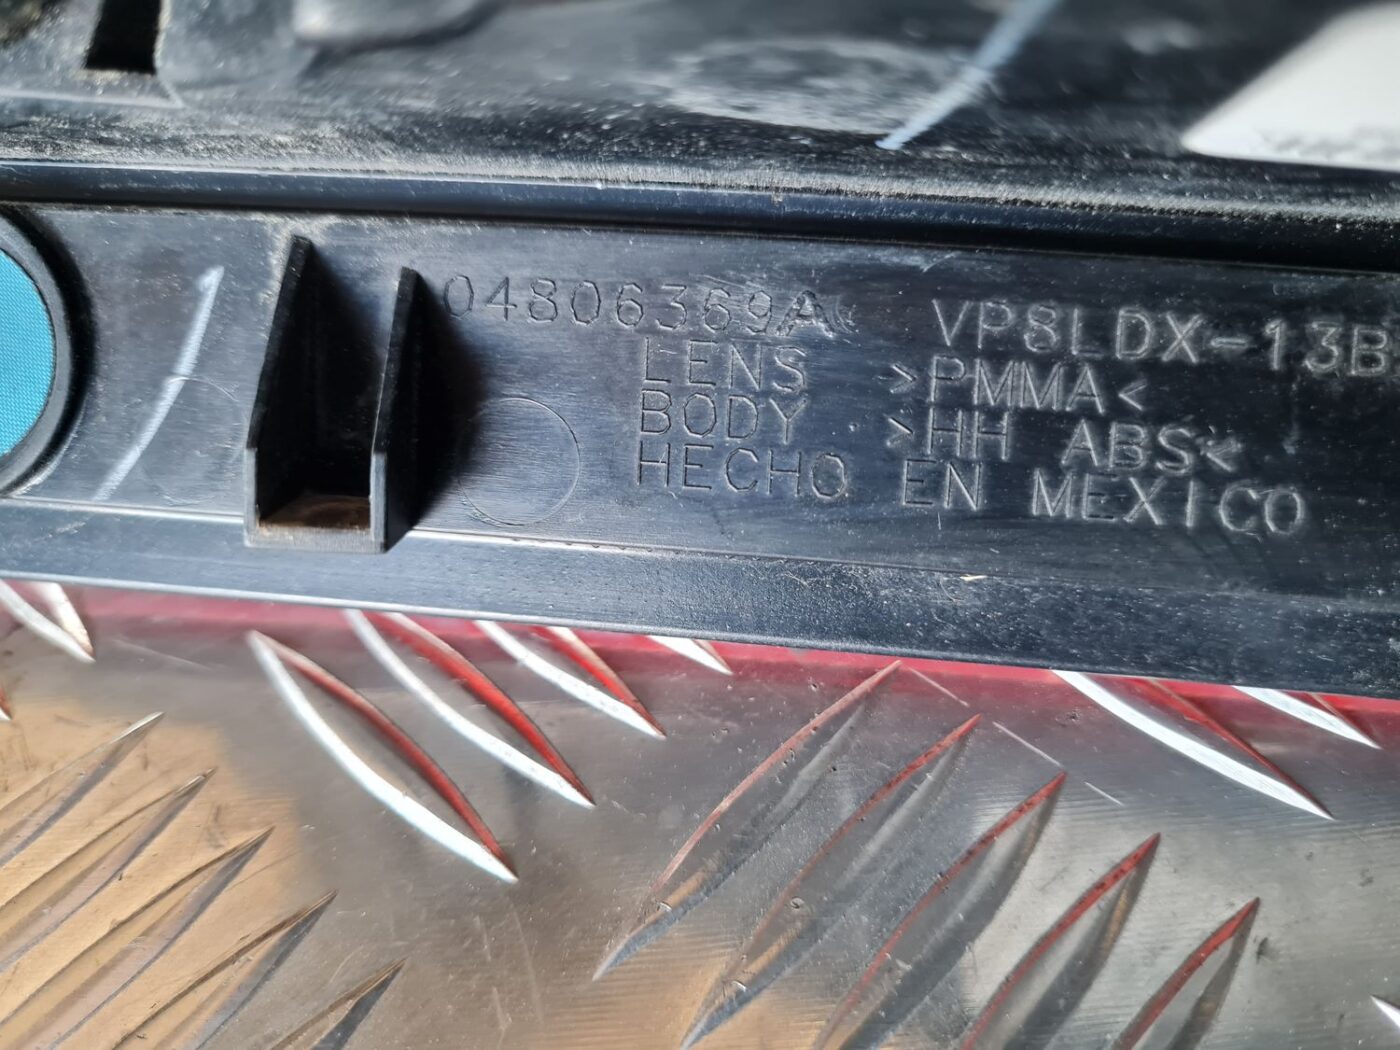 04806369A VP8LDX-13B
LENS >PMMA<
BODY >HH ABS<
HECHO EN MEXICO